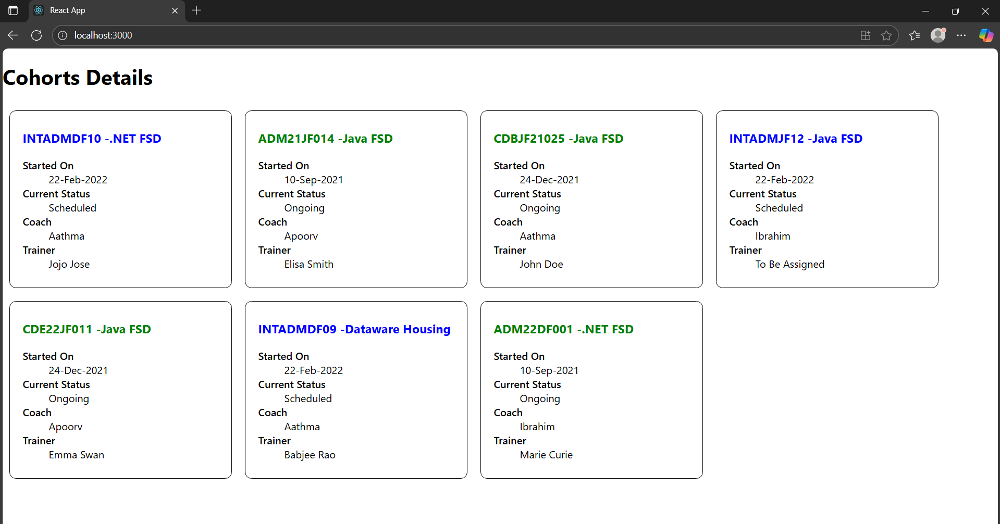 React App
localhost:3000
Cohorts Details
INTADMDF10 -.NET FSD
Started On
22-Feb-2022
Current Status
Scheduled
Coach
Aathma
Trainer
Jojo Jose
ADM21JF014 -Java FSD
Started On
10-Sep-2021
Current Status
Ongoing
Coach
Apoorv
Trainer
Elisa Smith
CDBJF21025 -Java FSD
Started On
24-Dec-2021
Current Status
Ongoing
Coach
Aathma
Trainer
John Doe
INTADMJF12 -Java FSD
Started On
22-Feb-2022
Current Status
Scheduled
Coach
Ibrahim
Trainer
To Be Assigned
CDE22JF011 -Java FSD
Started On
24-Dec-2021
Current Status
Ongoing
Coach
Apoorv
Trainer
Emma Swan
INTADMDF09 -Dataware Housing
Started On
22-Feb-2022
Current Status
Scheduled
Coach
Aathma
Trainer
Babjee Rao
ADM22DF001 -.NET FSD
Started On
10-Sep-2021
Current Status
Ongoing
Coach
Ibrahim
Trainer
Marie Curie